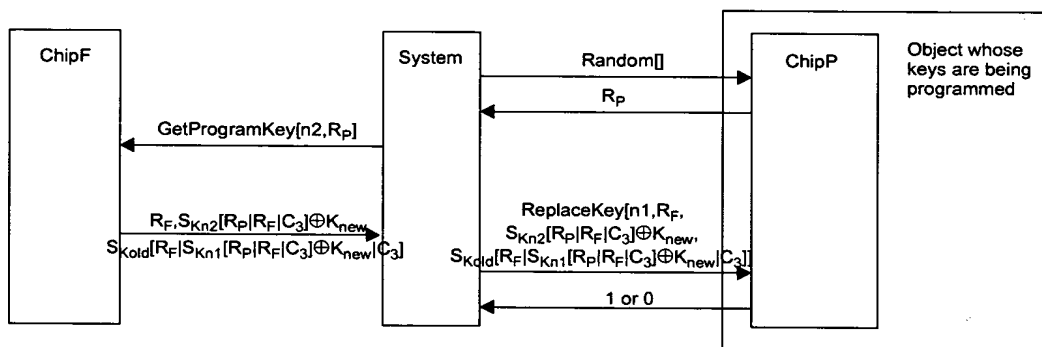 ChipF
System
ChipP
Object whose
keys are being
programmed
Random[]
R_P
GetProgramKey[n2,R_P]
R_F,S_Kn2[R_P|R_F|C_3]⊕K_new,
S_Kold[R_F|S_Kn1[R_P|R_F|C_3]⊕K_new|C_3]
ReplaceKey[n1,R_F,
S_Kn2[R_P|R_F|C_3]⊕K_new,
S_Kold[R_F|S_Kn1[R_P|R_F|C_3]⊕K_new|C_3]]
1 or 0